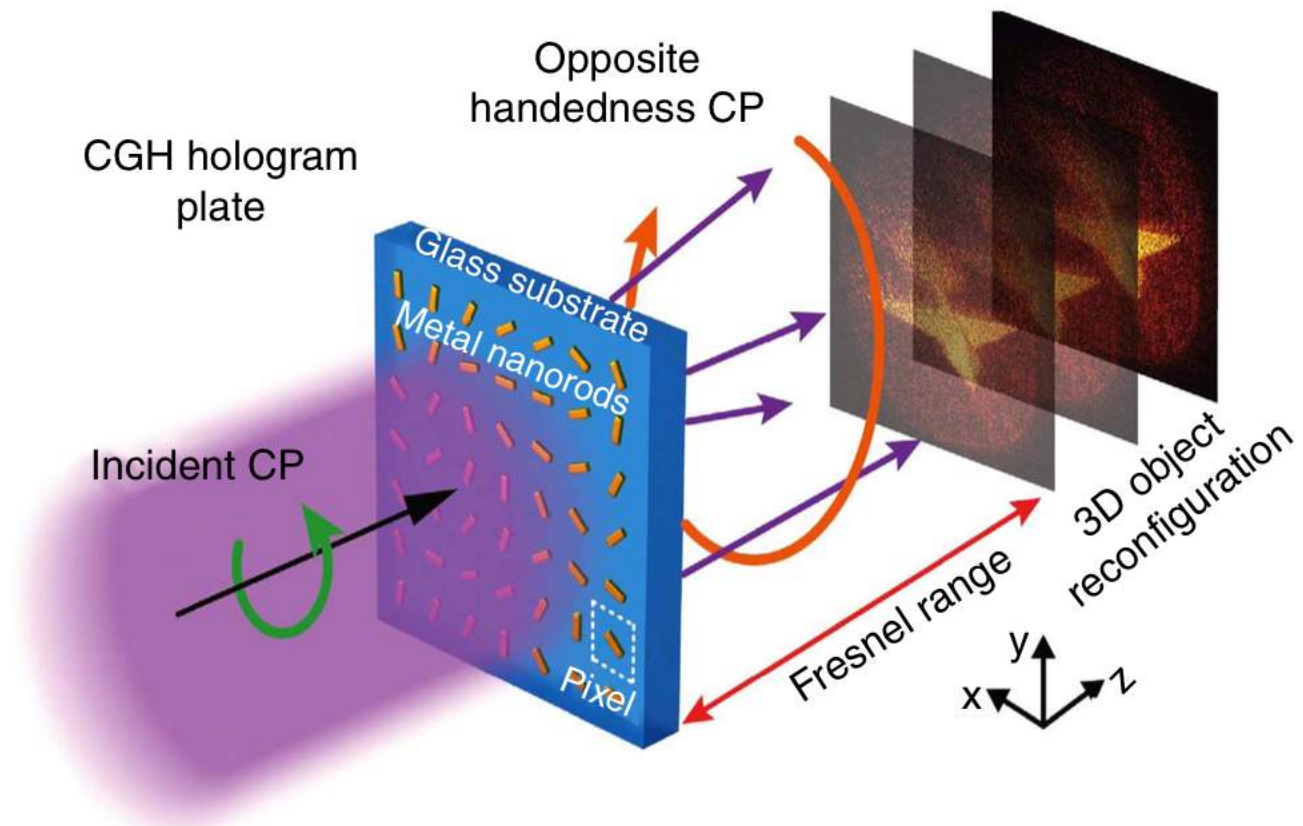 Opposite
handedness CP
CGH hologram
plate
Glass substrate
Metal nanorods
Incident CP
Pixel
Fresnel range
3D object
reconfiguration
y
x
z